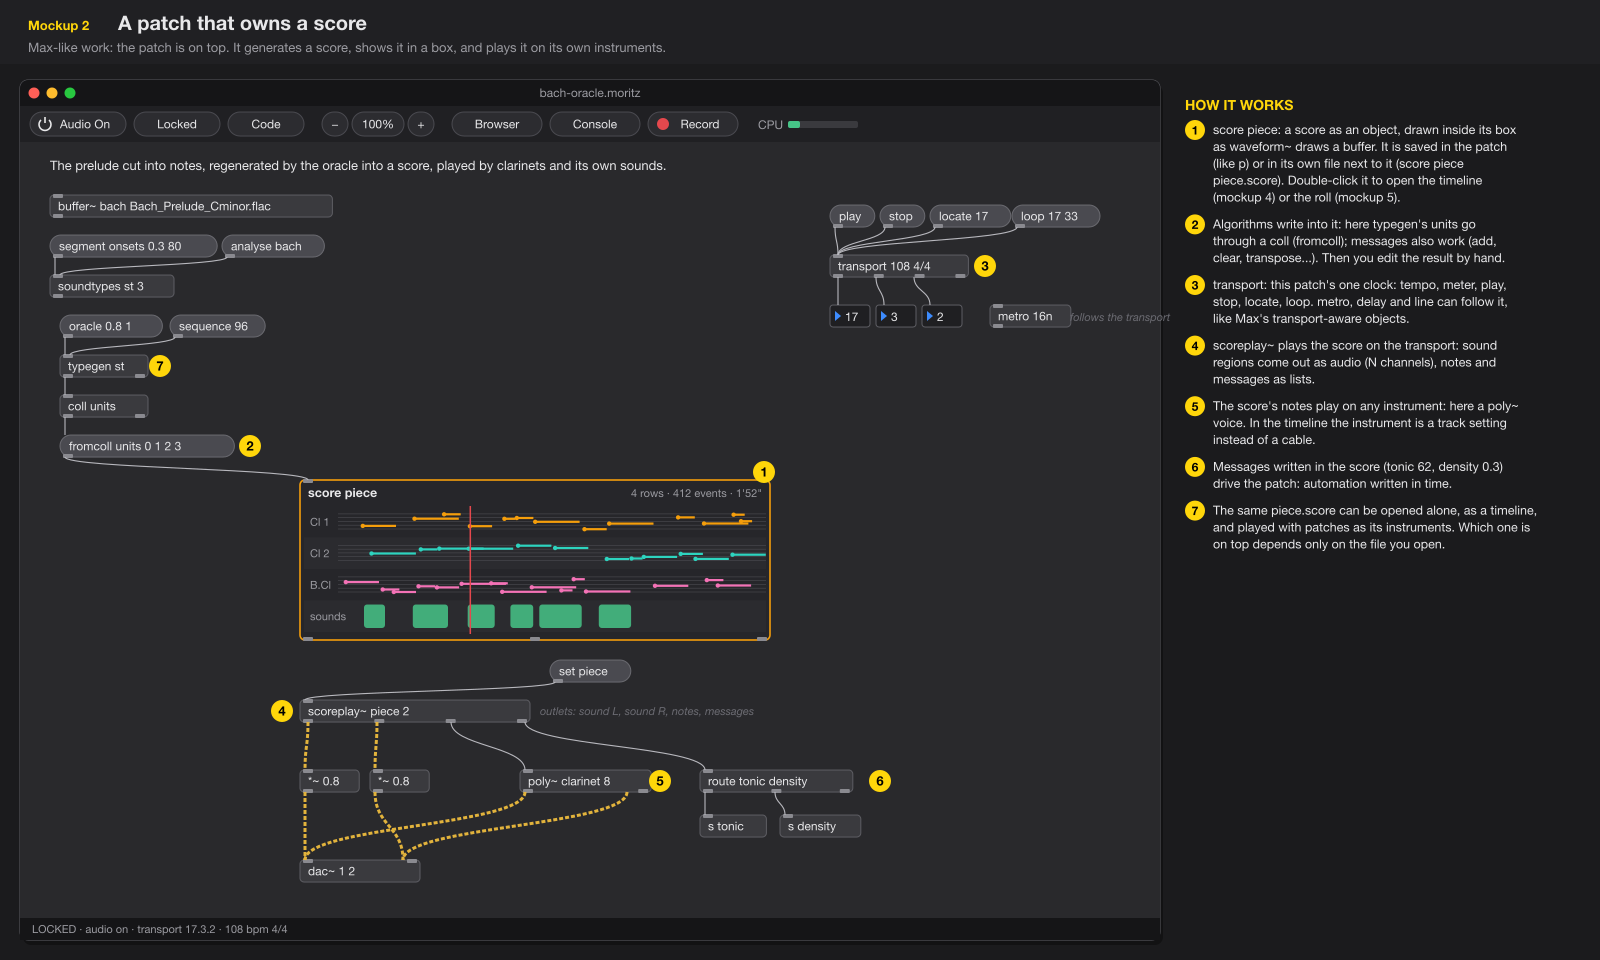 Mockup 2 A patch that owns a score
Max-like work: the patch is on top. It generates a score, shows it in a box, and plays it on its own instruments.
bach-oracle.moritz
Audio On
Locked
Code
–
100%
+
Browser
Console
Record
CPU
The prelude cut into notes, regenerated by the oracle into a score, played by clarinets and its own sounds.
buffer~ bach Bach_Prelude_Cminor.flac
segment onsets 0.3 80
analyse bach
soundtypes st 3
oracle 0.8 1
sequence 96
typegen st
7
coll units
fromcoll units 0 1 2 3
2
play
stop
locate 17
loop 17 33
transport 108 4/4
3
17
3
2
metro 16n
follows the transport
1
score piece
4 rows · 412 events · 1'52"
Cl 1
Cl 2
B.Cl
sounds
set piece
4
scoreplay~ piece 2
outlets: sound L, sound R, notes, messages
*~ 0.8
*~ 0.8
poly~ clarinet 8
5
route tonic density
6
s tonic
s density
dac~ 1 2
LOCKED · audio on · transport 17.3.2 · 108 bpm 4/4
HOW IT WORKS
1 score piece: a score as an object, drawn inside its box
as waveform~ draws a buffer. It is saved in the patch
(like p) or in its own file next to it (score piece
piece.score). Double-click it to open the timeline
(mockup 4) or the roll (mockup 5).
2 Algorithms write into it: here typegen's units go
through a coll (fromcoll); messages also work (add,
clear, transpose...). Then you edit the result by hand.
3 transport: this patch's one clock: tempo, meter, play,
stop, locate, loop. metro, delay and line can follow it,
like Max's transport-aware objects.
4 scoreplay~ plays the score on the transport: sound
regions come out as audio (N channels), notes and
messages as lists.
5 The score's notes play on any instrument: here a poly~
voice. In the timeline the instrument is a track setting
instead of a cable.
6 Messages written in the score (tonic 62, density 0.3)
drive the patch: automation written in time.
7 The same piece.score can be opened alone, as a timeline,
and played with patches as its instruments. Which one is
on top depends only on the file you open.